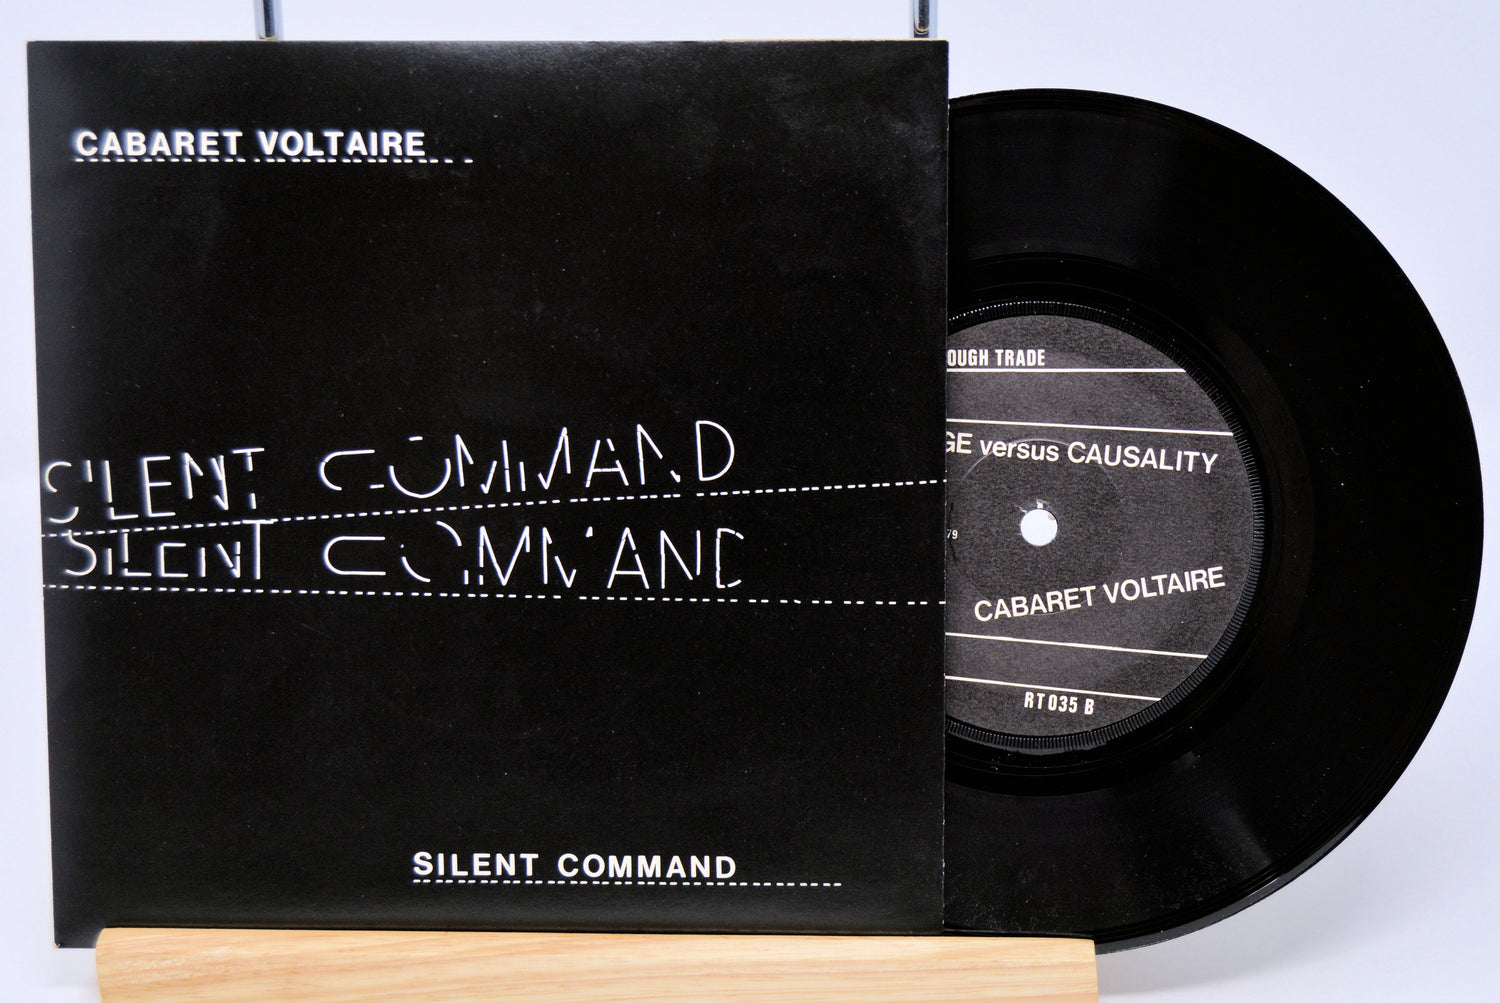 CABARET VOLTAIRE
SILENT COMMAND
SILENT COMMAND
SILENT COMMAND
OUGH TRADE
GE versus CAUSALITY
79
CABARET VOLTAIRE
RT 035 B